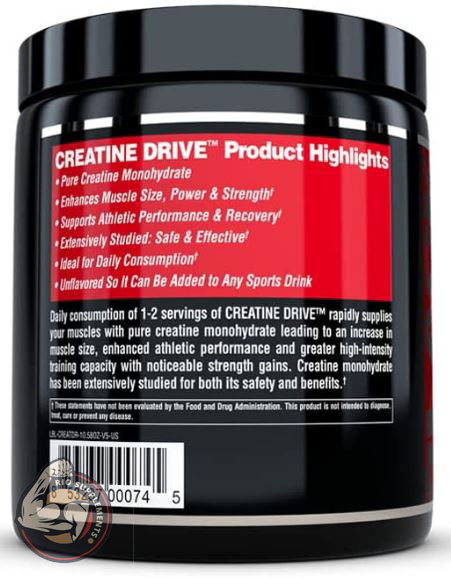 CREATINE DRIVE™ Product Highlights
• Pure Creatine Monohydrate
• Enhances Muscle Size, Power & Strength†
• Supports Athletic Performance & Recovery†
• Extensively Studied: Safe & Effective†
• Ideal for Daily Consumption†
• Unflavored So It Can Be Added to Any Sports Drink
Daily consumption of 1-2 servings of CREATINE DRIVE™ rapidly supplies
your muscles with pure creatine monohydrate leading to an increase in
muscle size, enhanced athletic performance and greater high-intensity
training capacity with noticeable strength gains. Creatine monohydrate
has been extensively studied for both its safety and benefits.†
† These statements have not been evaluated by the Food and Drug Administration. This product is not intended to diagnose,
treat, cure or prevent any disease.
LBL-CREATDR-10.58OZ-V5-US
00074 5
RIG SUPPLEMENTS